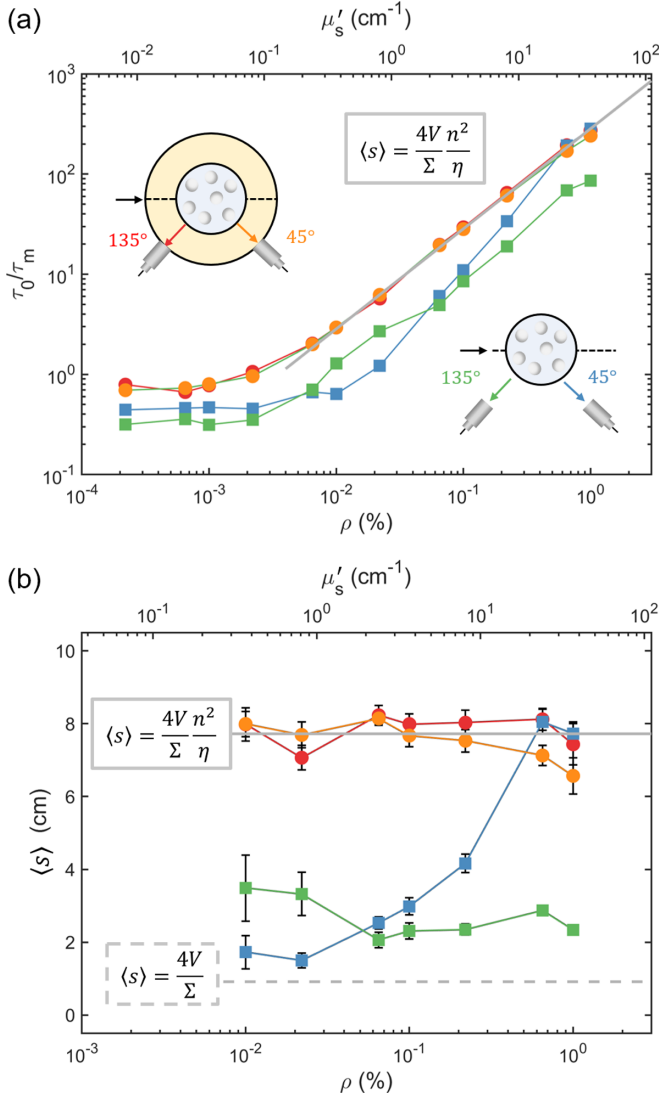 (a)
μ′s (cm⁻¹)
10⁻² 10⁻¹ 10⁰ 10¹ 10²
10³
10²
10¹
10⁰
10⁻¹
τ₀/τₘ
⟨s⟩ = 4V/Σ n²/η
135° 45°
135° 45°
10⁻⁴ 10⁻³ 10⁻² 10⁻¹ 10⁰
ρ (%)
(b)
μ′s (cm⁻¹)
10⁻¹ 10⁰ 10¹ 10²
10
8
6
4
2
0
⟨s⟩ (cm)
⟨s⟩ = 4V/Σ n²/η
⟨s⟩ = 4V/Σ
10⁻³ 10⁻² 10⁻¹ 10⁰
ρ (%)